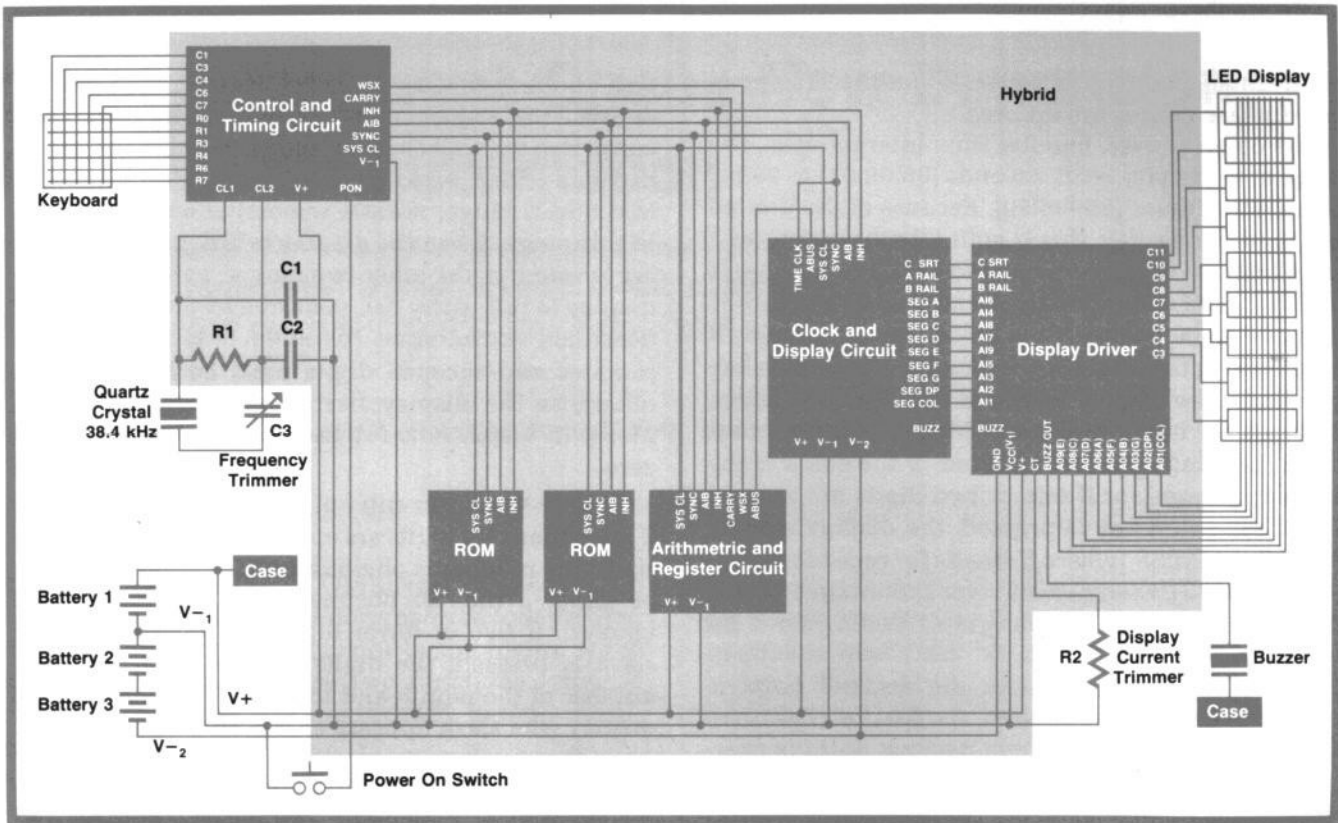 C1
C3
C4
C6
C7
R0
R1
R3
R4
R6
R7
Keyboard
Control and
Timing Circuit
WSX
CARRY
INH
AIB
SYNC
SYS CL
V-1
CL1 CL2 V+ PON
Hybrid
LED Display
C1
C2
R1
Quartz
Crystal
38.4 kHz
C3
Frequency
Trimmer
TIME CLK
ABUS
SYS CL
SYNC
AIB
INH
Clock and
Display Circuit
C SRT
A RAIL
B RAIL
SEG A
SEG B
SEG C
SEG D
SEG E
SEG F
SEG G
SEG DP
SEG COL
BUZZ
V+ V-1 V-2
C SRT
A RAIL
B RAIL
AI6
AI4
AI8
AI7
AI9
AI5
AI3
AI2
AI1
BUZZ
Display Driver
C11
C10
C9
C8
C7
C6
C5
C4
C3
GND
VCC(V1)
V+
CT
BUZZ OUT
A09(E)
A08(C)
A07(D)
A06(A)
A05(F)
A04(B)
A03(G)
A02(DP)
A01(COL)
SYS CL
SYNC
AIB
INH
ROM
V+ V-1
SYS CL
SYNC
AIB
INH
ROM
V+ V-1
SYS CL
SYNC
AIB
INH
CARRY
WSX
ABUS
Arithmetric and
Register Circuit
V+ V-1
Case
Battery 1
V-1
Battery 2
Battery 3
V+
V-2
Power On Switch
R2
Display
Current
Trimmer
Buzzer
Case